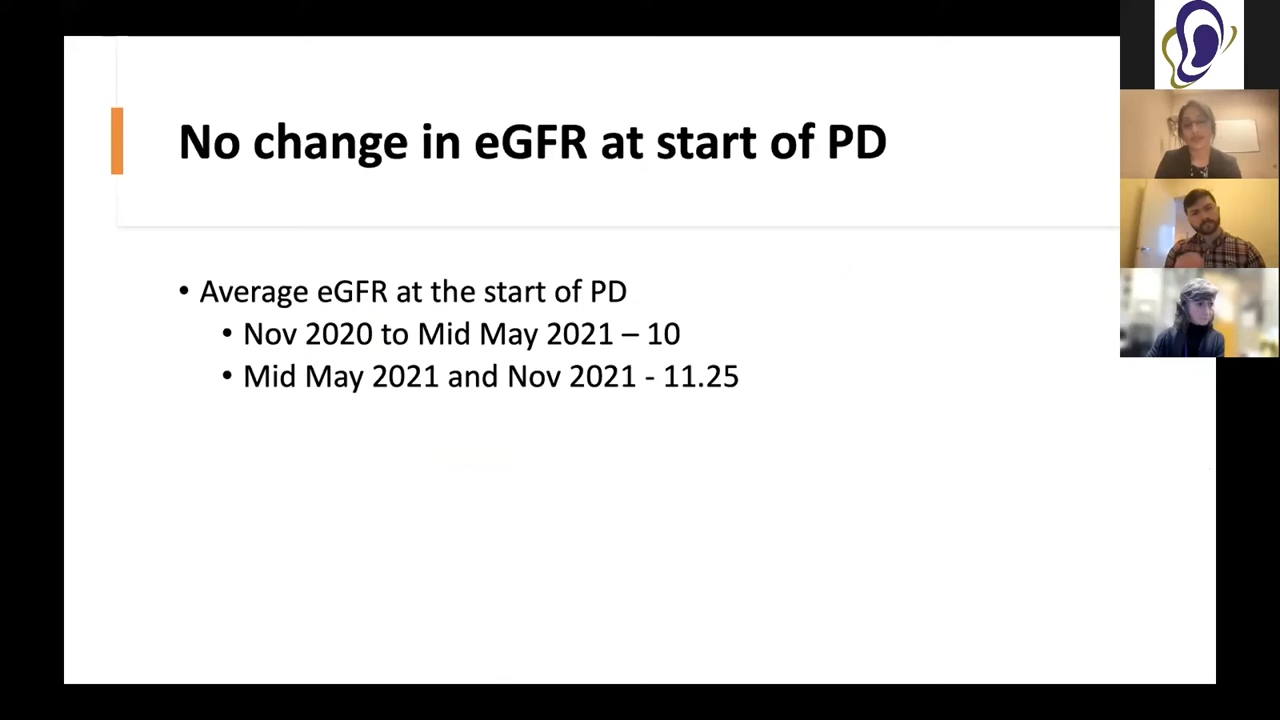 No change in eGFR at start of PD
• Average eGFR at the start of PD
• Nov 2020 to Mid May 2021 – 10
• Mid May 2021 and Nov 2021 - 11.25